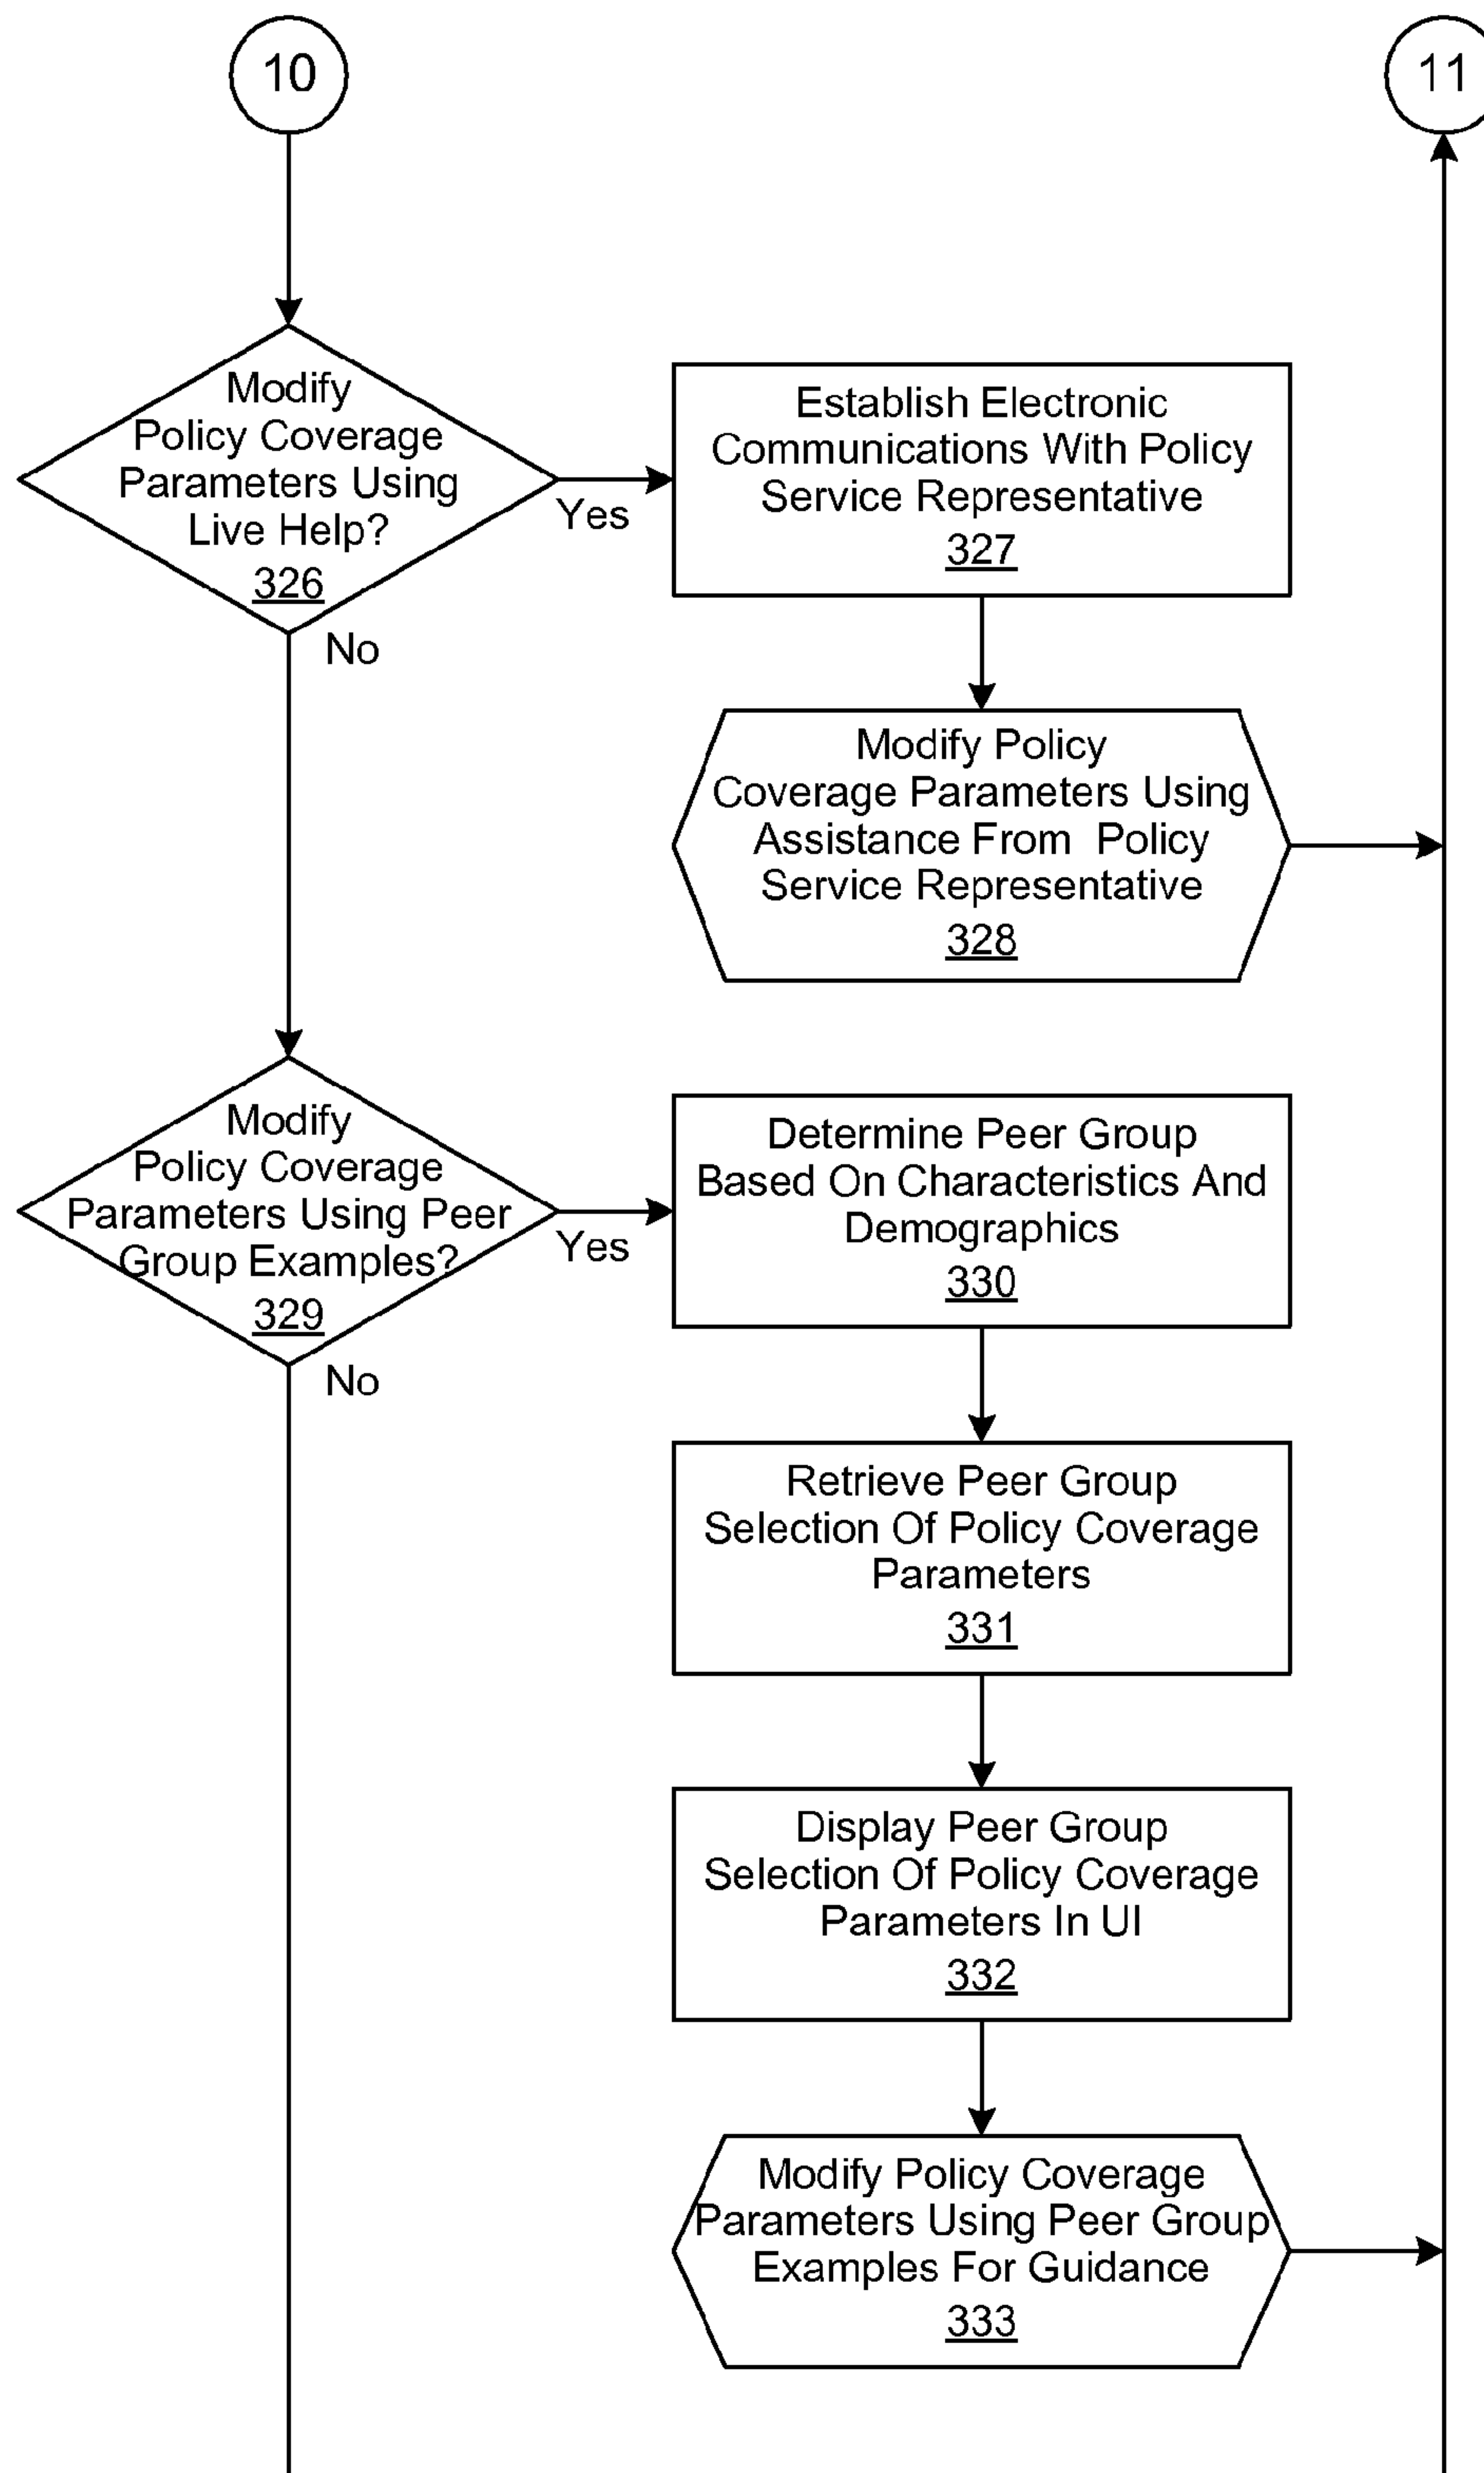 10
11
Modify
Policy Coverage
Parameters Using
Live Help?
326
Yes
No
Establish Electronic
Communications With Policy
Service Representative
327
Modify Policy
Coverage Parameters Using
Assistance From  Policy
Service Representative
328
Modify
Policy Coverage
Parameters Using Peer
Group Examples?
329
Yes
No
Determine Peer Group
Based On Characteristics And
Demographics
330
Retrieve Peer Group
Selection Of Policy Coverage
Parameters
331
Display Peer Group
Selection Of Policy Coverage
Parameters In UI
332
Modify Policy Coverage
Parameters Using Peer Group
Examples For Guidance
333